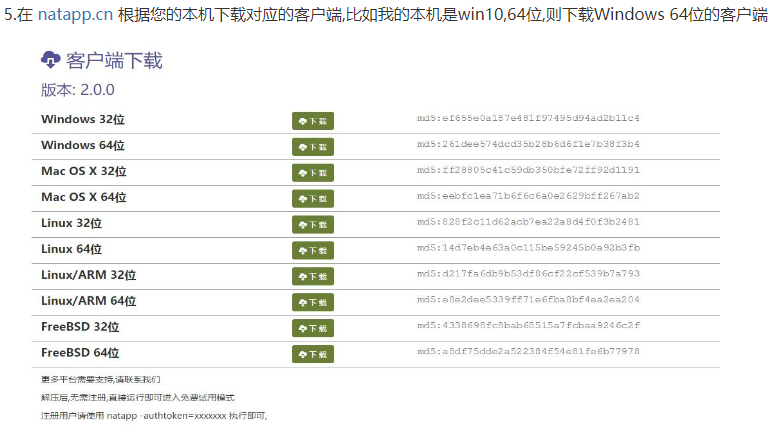 5.在 natapp.cn 根据您的本机下载对应的客户端,比如我的本机是win10,64位,则下载Windows 64位的客户端
客户端下载
版本: 2.0.0
Windows 32位 下载 md5:ef655e0a187e481f97495d94ad2b11c4
Windows 64位 下载 md5:261dee574dcd35b28b6d6f1e7b38f3b4
Mac OS X 32位 下载 md5:ff28805c41c59db350bfe72ff92d1191
Mac OS X 64位 下载 md5:eebfc1ea71b6f6c6a0e2629bff267ab2
Linux 32位 下载 md5:828f2c11d62acb7ea22a8d4f0f3b2481
Linux 64位 下载 md5:14d7eb4e63a0c115be59245b0a92b3fb
Linux/ARM 32位 下载 md5:d217fa6db9b53df86cf22cf539b7a793
Linux/ARM 64位 下载 md5:e8e2dee5339ff71e6fba8bf4ea2ea204
FreeBSD 32位 下载 md5:4338698fc8bab68515a7fcbaa9246c2f
FreeBSD 64位 下载 md5:a8df75dde2a522384f54e81fe6b77978
更多平台需要支持,请联系我们
解压后,无需注册,直接运行即可进入免费试用模式
注册用户请使用 natapp -authtoken=xxxxxxx 执行即可,